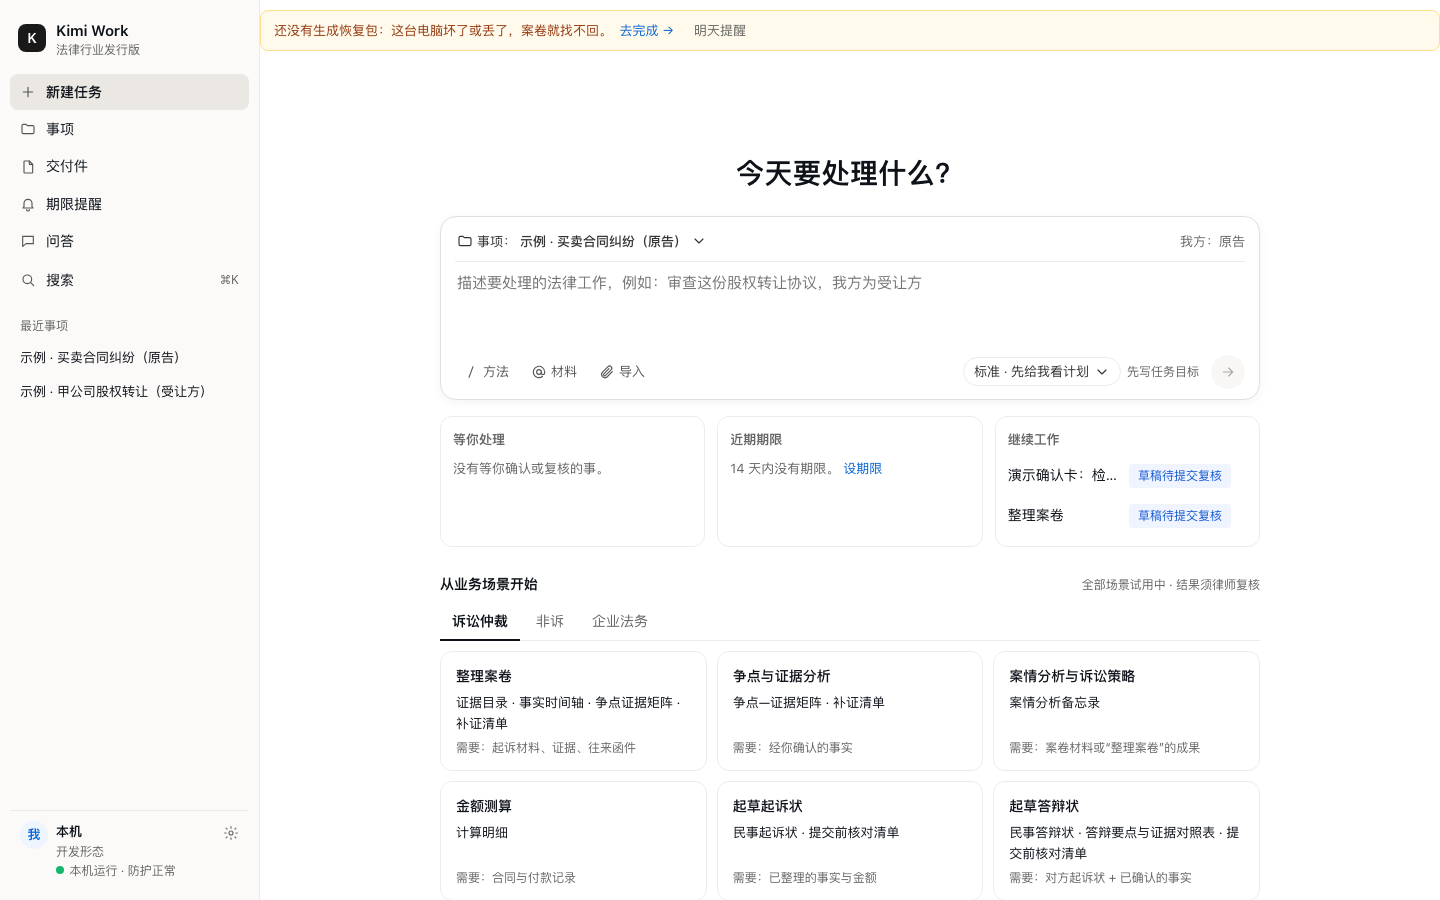 K
Kimi Work
法律行业发行版
新建任务
事项
交付件
期限提醒
问答
搜索 ⌘K
最近事项
示例 · 买卖合同纠纷（原告）
示例 · 甲公司股权转让（受让方）
我
本机
开发形态
本机运行 · 防护正常
还没有生成恢复包：这台电脑坏了或丢了，案卷就找不回。 去完成 → 明天提醒
今天要处理什么？
事项： 示例 · 买卖合同纠纷（原告） 我方：原告
描述要处理的法律工作，例如：审查这份股权转让协议，我方为受让方
/ 方法 @ 材料 导入 标准 · 先给我看计划 先写任务目标 →
等你处理
没有等你确认或复核的事。
近期期限
14 天内没有期限。 设期限
继续工作
演示确认卡：检... 草稿待提交复核
整理案卷 草稿待提交复核
从业务场景开始 全部场景试用中 · 结果须律师复核
诉讼仲裁 非诉 企业法务
整理案卷
证据目录 · 事实时间轴 · 争点证据矩阵 ·
补证清单
需要：起诉材料、证据、往来函件
争点与证据分析
争点—证据矩阵 · 补证清单
需要：经你确认的事实
案情分析与诉讼策略
案情分析备忘录
需要：案卷材料或“整理案卷”的成果
金额测算
计算明细
需要：合同与付款记录
起草起诉状
民事起诉状 · 提交前核对清单
需要：已整理的事实与金额
起草答辩状
民事答辩状 · 答辩要点与证据对照表 · 提
交前核对清单
需要：对方起诉状 + 已确认的事实